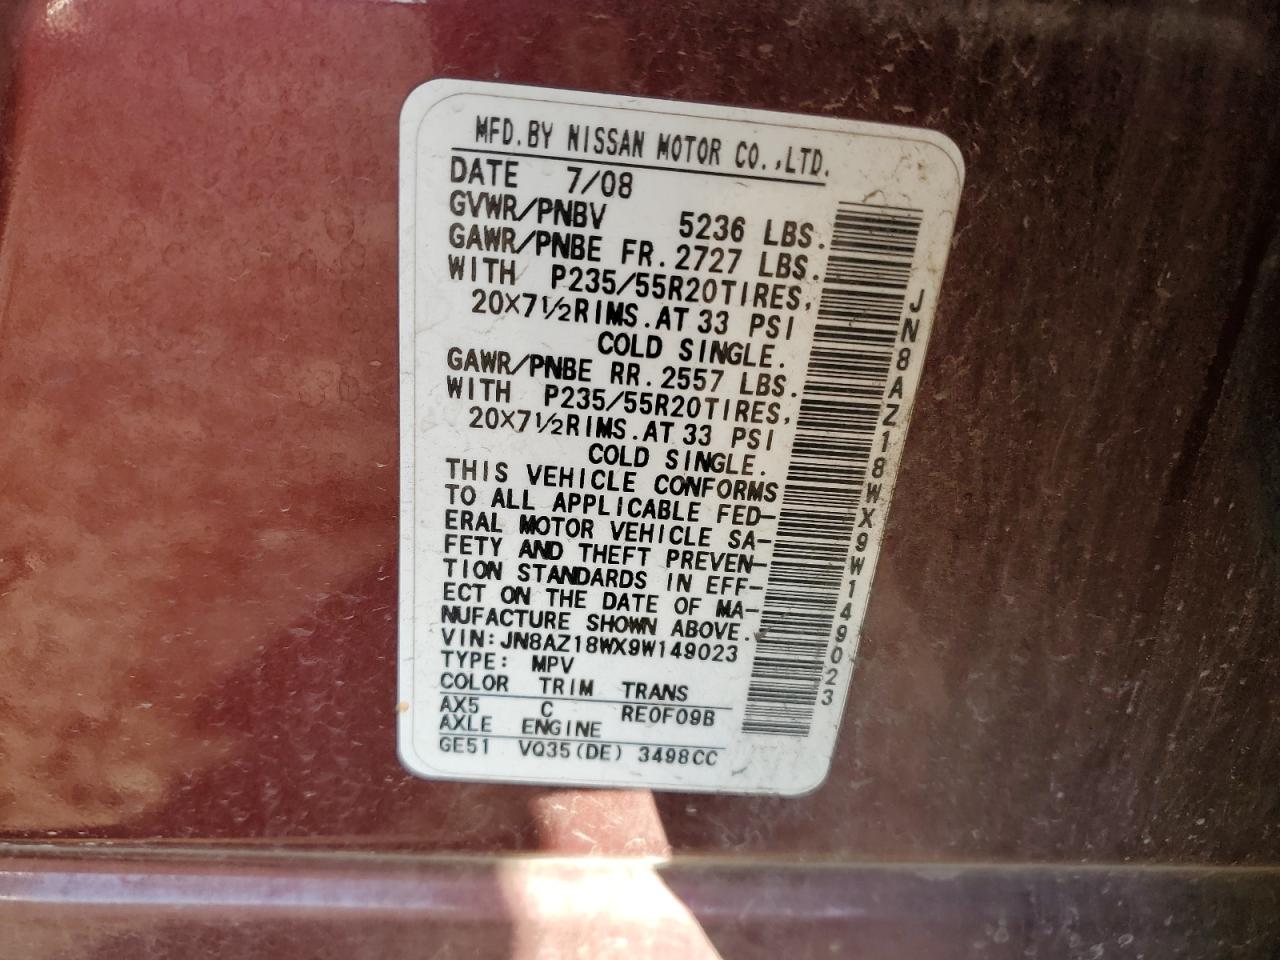 MFD.BY NISSAN MOTOR CO.,LTD.
DATE 7/08
GVWR/PNBV 5236 LBS.
GAWR/PNBE FR.2727 LBS.
WITH P235/55R20TIRES,
20X7½RIMS.AT 33 PSI
COLD SINGLE.
GAWR/PNBE RR.2557 LBS.
WITH P235/55R20TIRES,
20X7½RIMS.AT 33 PSI
COLD SINGLE.
THIS VEHICLE CONFORMS
TO ALL APPLICABLE FED-
ERAL MOTOR VEHICLE SA-
FETY AND THEFT PREVEN-
TION STANDARDS IN EFF-
ECT ON THE DATE OF MA-
NUFACTURE SHOWN ABOVE.
VIN:JN8AZ18WX9W149023
TYPE: MPV
COLOR TRIM TRANS
AX5 C RE0F09B
AXLE ENGINE
GE51 VQ35(DE) 3498CC
JN8AZ18WX9W149023